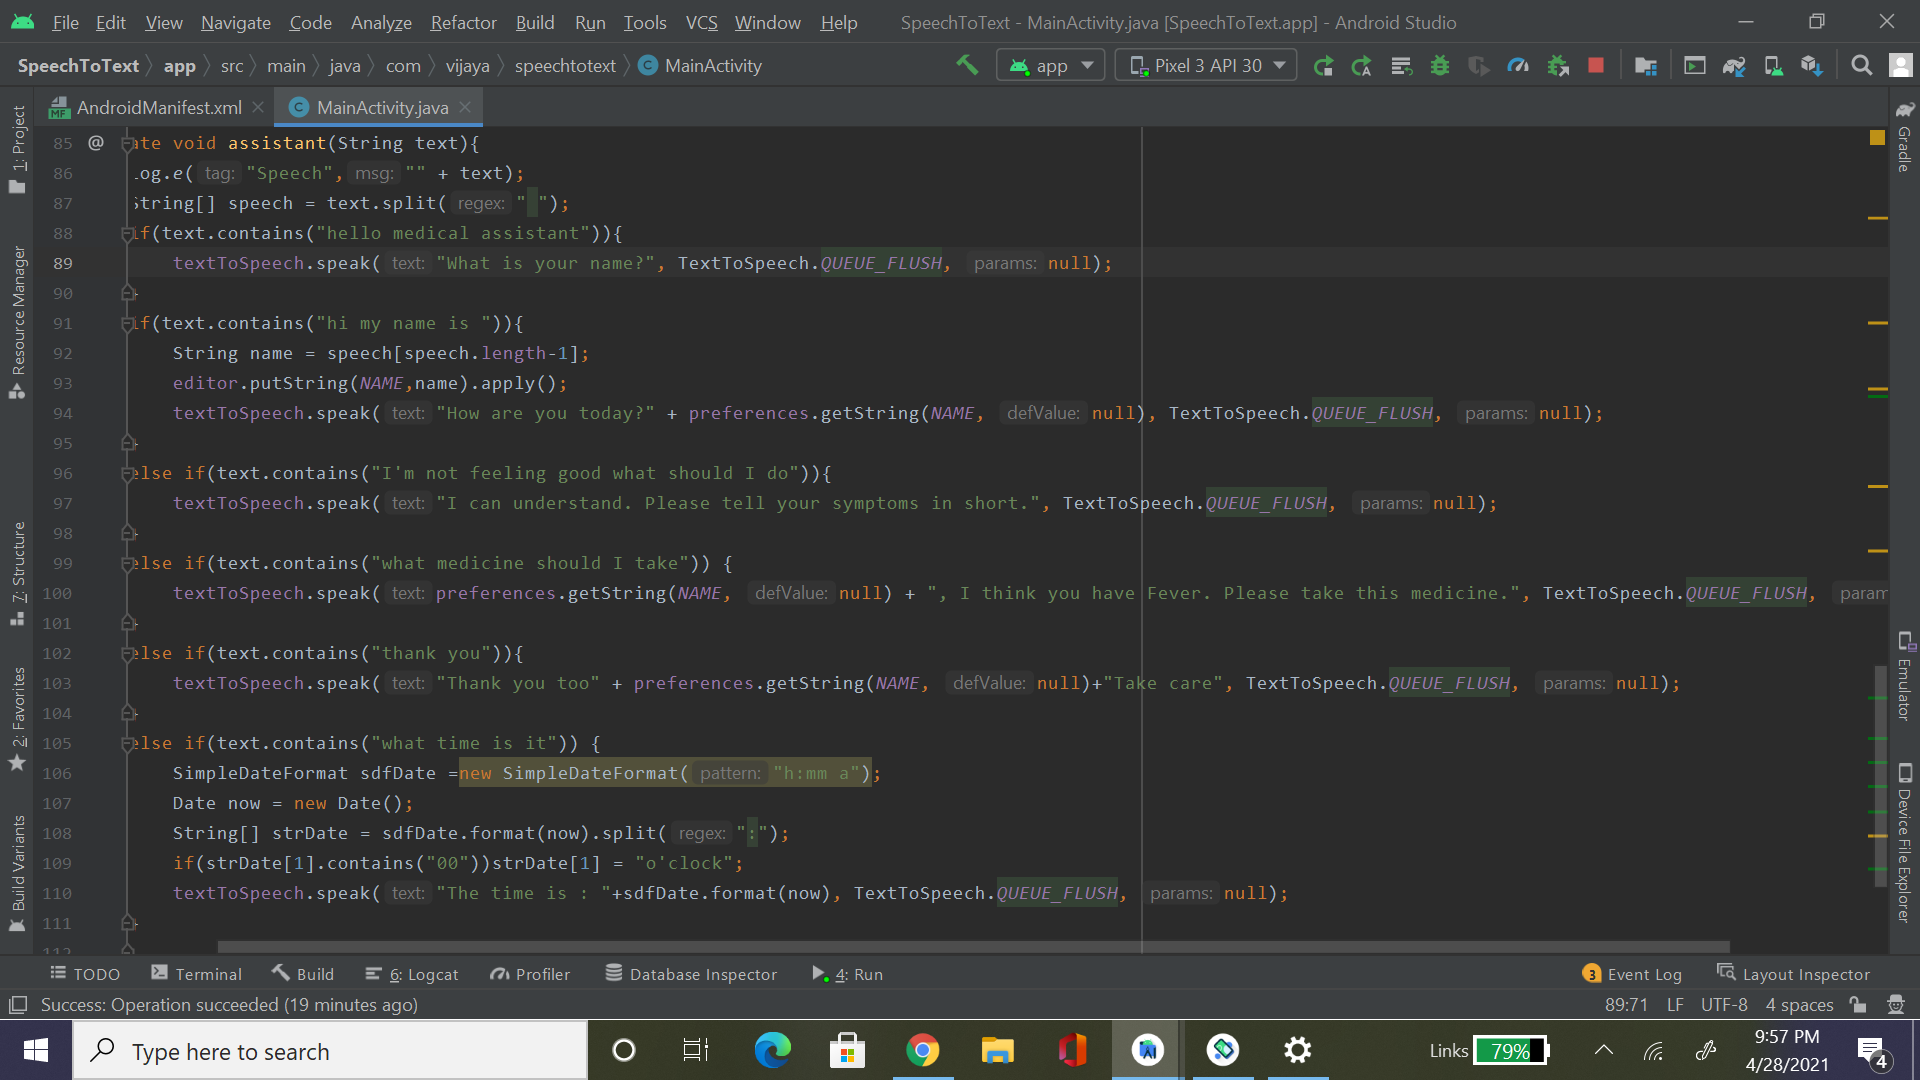 File Edit View Navigate Code Analyze Refactor Build Run Tools VCS Window Help SpeechToText - MainActivity.java [SpeechToText.app] - Android Studio
SpeechToText app src main java com vijaya speechtotext MainActivity app Pixel 3 API 30
AndroidManifest.xml MainActivity.java
85 @ ate void assistant(String text){
86 .og.e( tag: "Speech", msg: "" + text);
87 String[] speech = text.split( regex: " ");
88 if(text.contains("hello medical assistant")){
89 textToSpeech.speak( text: "What is your name?", TextToSpeech.QUEUE_FLUSH, params: null);
90
91 if(text.contains("hi my name is ")){
92 String name = speech[speech.length-1];
93 editor.putString(NAME,name).apply();
94 textToSpeech.speak( text: "How are you today?" + preferences.getString(NAME, defValue: null), TextToSpeech.QUEUE_FLUSH, params: null);
95
96 else if(text.contains("I'm not feeling good what should I do")){
97 textToSpeech.speak( text: "I can understand. Please tell your symptoms in short.", TextToSpeech.QUEUE_FLUSH, params: null);
98
99 else if(text.contains("what medicine should I take")) {
100 textToSpeech.speak( text: preferences.getString(NAME, defValue: null) + ", I think you have Fever. Please take this medicine.", TextToSpeech.QUEUE_FLUSH, param
101
102 else if(text.contains("thank you")){
103 textToSpeech.speak( text: "Thank you too" + preferences.getString(NAME, defValue: null)+"Take care", TextToSpeech.QUEUE_FLUSH, params: null);
104
105 else if(text.contains("what time is it")) {
106 SimpleDateFormat sdfDate =new SimpleDateFormat( pattern: "h:mm a");
107 Date now = new Date();
108 String[] strDate = sdfDate.format(now).split( regex: ":");
109 if(strDate[1].contains("00"))strDate[1] = "o'clock";
110 textToSpeech.speak( text: "The time is : "+sdfDate.format(now), TextToSpeech.QUEUE_FLUSH, params: null);
111
112
1: Project
Resource Manager
7: Structure
2: Favorites
Build Variants
Gradle
Emulator
Device File Explorer
TODO Terminal Build 6: Logcat Profiler Database Inspector 4: Run 3 Event Log Layout Inspector
Success: Operation succeeded (19 minutes ago) 89:71 LF UTF-8 4 spaces
Type here to search Links 79% 9:57 PM
4/28/2021 4